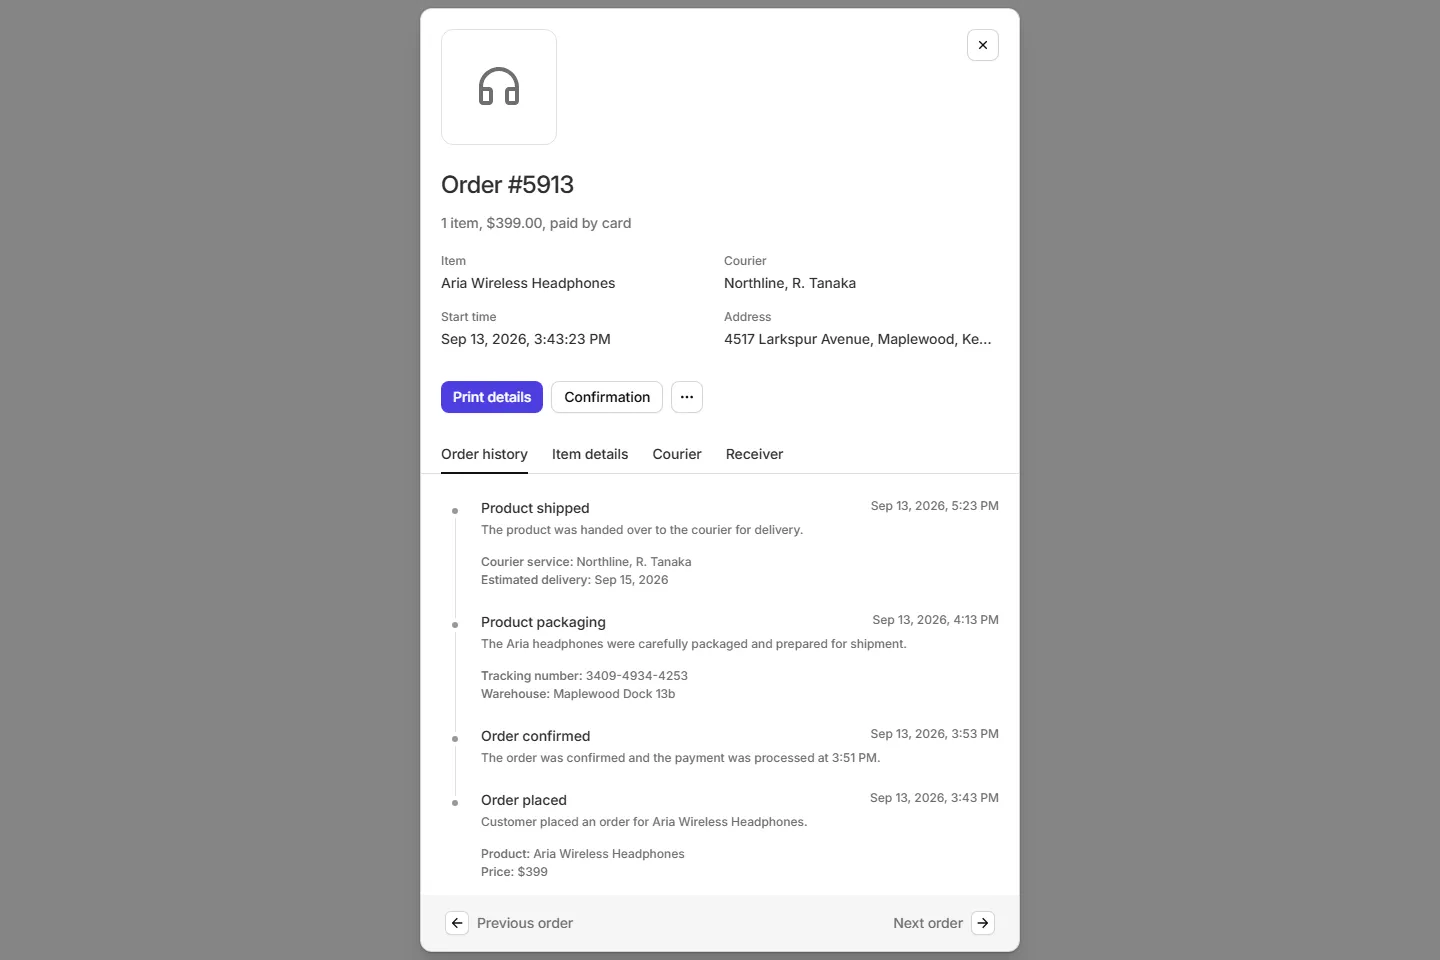 Order #5913
1 item, $399.00, paid by card
Item
Aria Wireless Headphones
Courier
Northline, R. Tanaka
Start time
Sep 13, 2026, 3:43:23 PM
Address
4517 Larkspur Avenue, Maplewood, Ke...
Print details
Confirmation
Order history
Item details
Courier
Receiver
Product shipped
Sep 13, 2026, 5:23 PM
The product was handed over to the courier for delivery.
Courier service: Northline, R. Tanaka
Estimated delivery: Sep 15, 2026
Product packaging
Sep 13, 2026, 4:13 PM
The Aria headphones were carefully packaged and prepared for shipment.
Tracking number: 3409-4934-4253
Warehouse: Maplewood Dock 13b
Order confirmed
Sep 13, 2026, 3:53 PM
The order was confirmed and the payment was processed at 3:51 PM.
Order placed
Sep 13, 2026, 3:43 PM
Customer placed an order for Aria Wireless Headphones.
Product: Aria Wireless Headphones
Price: $399
Previous order
Next order